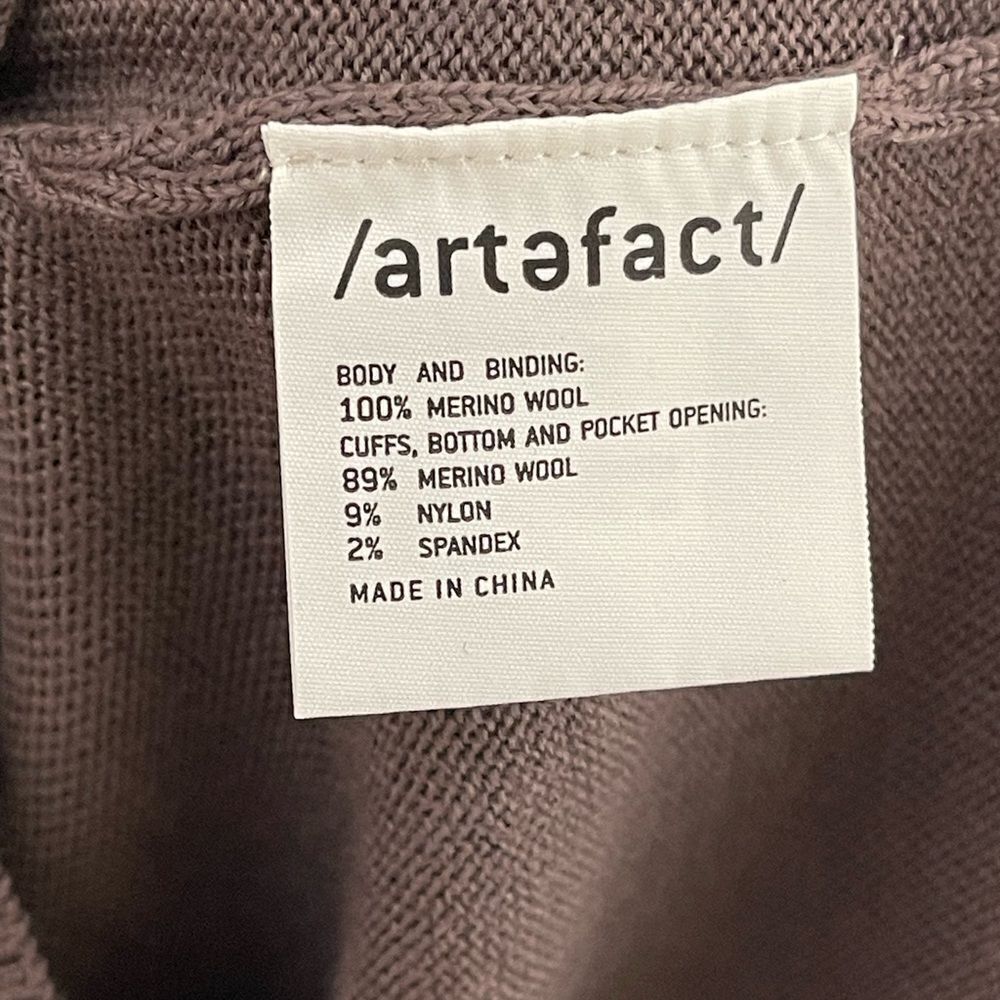 /artəfact/
BODY AND BINDING:
100% MERINO WOOL
CUFFS, BOTTOM AND POCKET OPENING:
89% MERINO WOOL
9% NYLON
2% SPANDEX
MADE IN CHINA